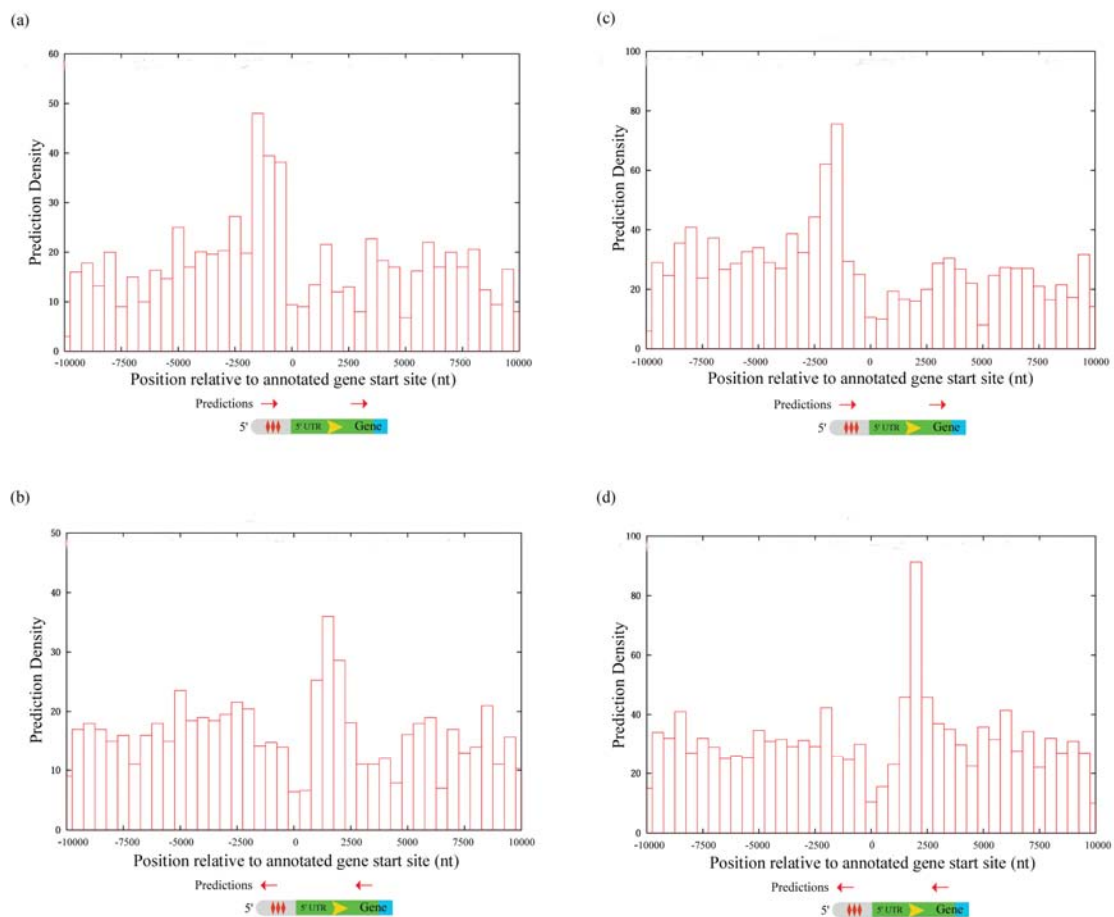 (a)
60
50
40
30
20
10
0
Prediction Density
-10000 -7500 -5000 -2500 0 2500 5000 7500 10000
Position relative to annotated gene start site (nt)
Predictions
5' 5' UTR Gene
(c)
100
80
60
40
20
0
Prediction Density
-10000 -7500 -5000 -2500 0 2500 5000 7500 10000
Position relative to annotated gene start site (nt)
Predictions
5' 5' UTR Gene
(b)
50
40
30
20
10
0
Prediction Density
-10000 -7500 -5000 -2500 0 2500 5000 7500 10000
Position relative to annotated gene start site (nt)
Predictions
5' 5' UTR Gene
(d)
100
80
60
40
20
0
Prediction Density
-10000 -7500 -5000 -2500 0 2500 5000 7500 10000
Position relative to annotated gene start site (nt)
Predictions
5' 5' UTR Gene